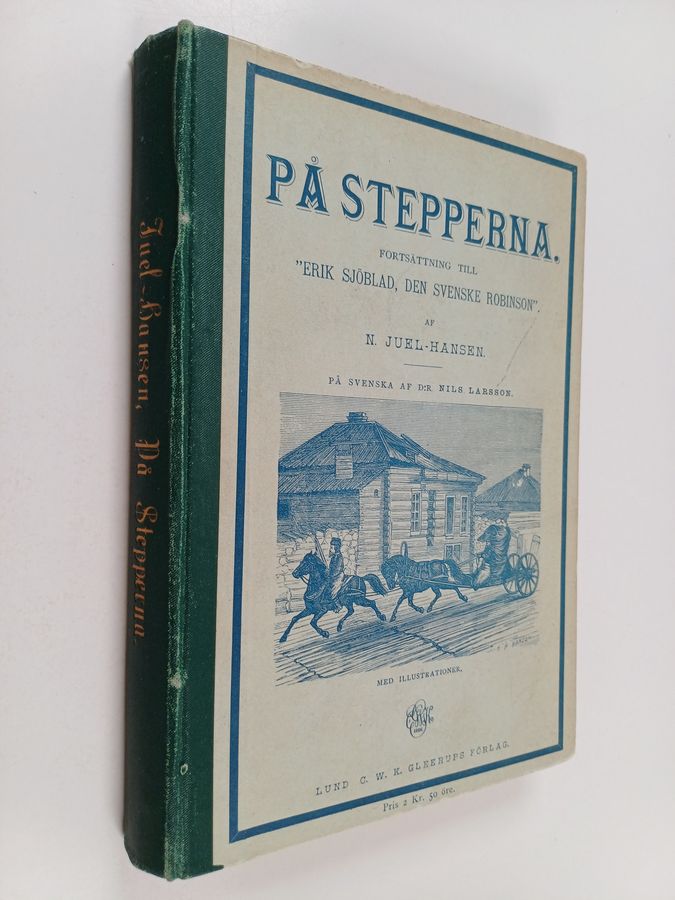 PÅ STEPPERNA.
FORTSÄTTNING TILL
"ERIK SJÖBLAD, DEN SVENSKE ROBINSON".
AF
N. JUEL-HANSEN.
PÅ SVENSKA AF D:R. NILS LARSSON.
MED ILLUSTRATIONER.
LUND C. W. K. GLEERUPS FÖRLAG.
Pris 2 Kr. 50 öre.
Juel-Hansen, På Stepperna.